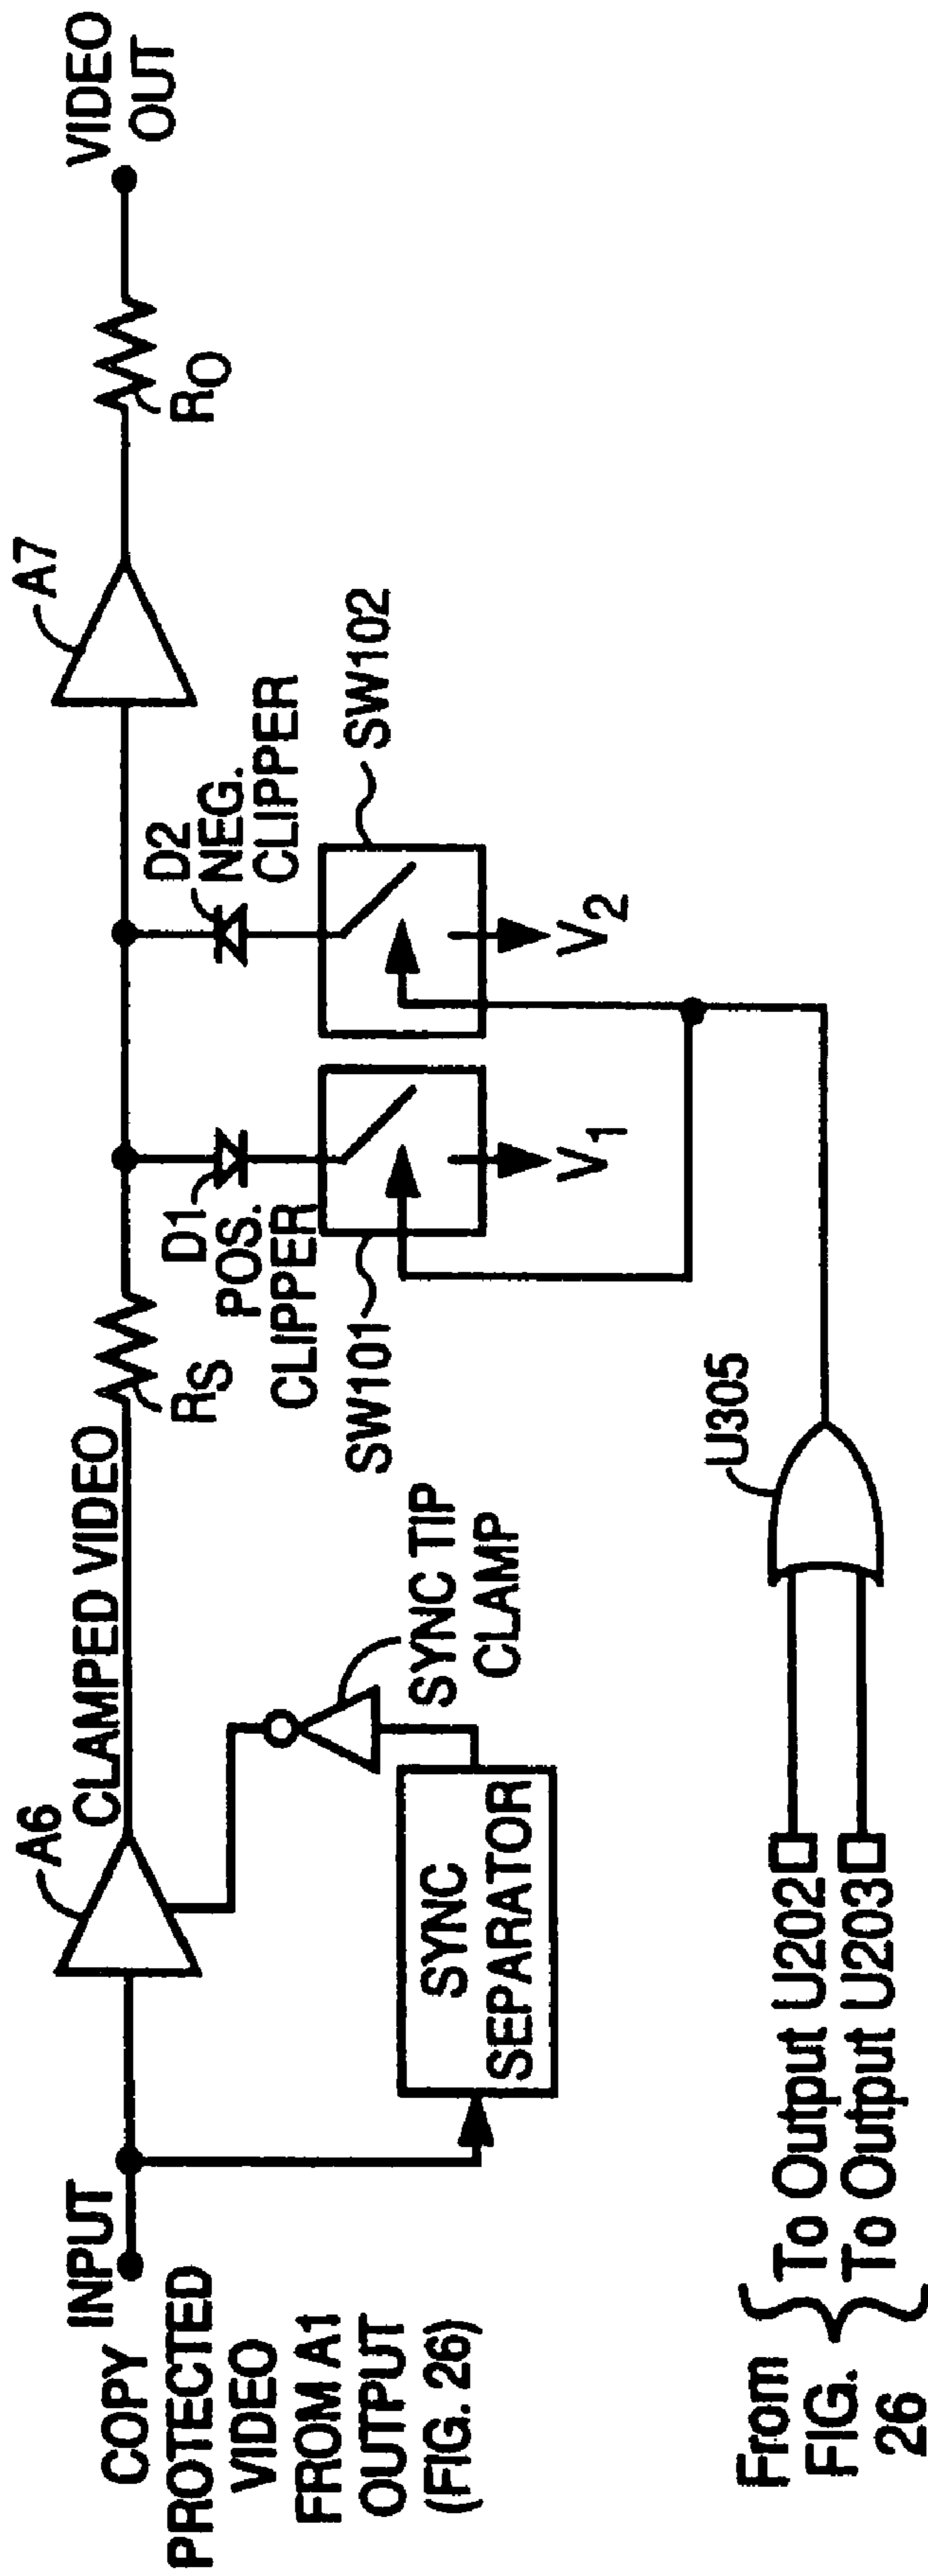 INPUT
COPY
PROTECTED
VIDEO
FROM A1
OUTPUT
(FIG. 26)
A6
CLAMPED VIDEO
SYNC
SEPARATOR
SYNC TIP
CLAMP
RS
D1
POS.
CLIPPER
SW101
V1
D2
NEG.
CLIPPER
SW102
V2
A7
RO
VIDEO
OUT
From
FIG.
26
To Output U202
To Output U203
U305